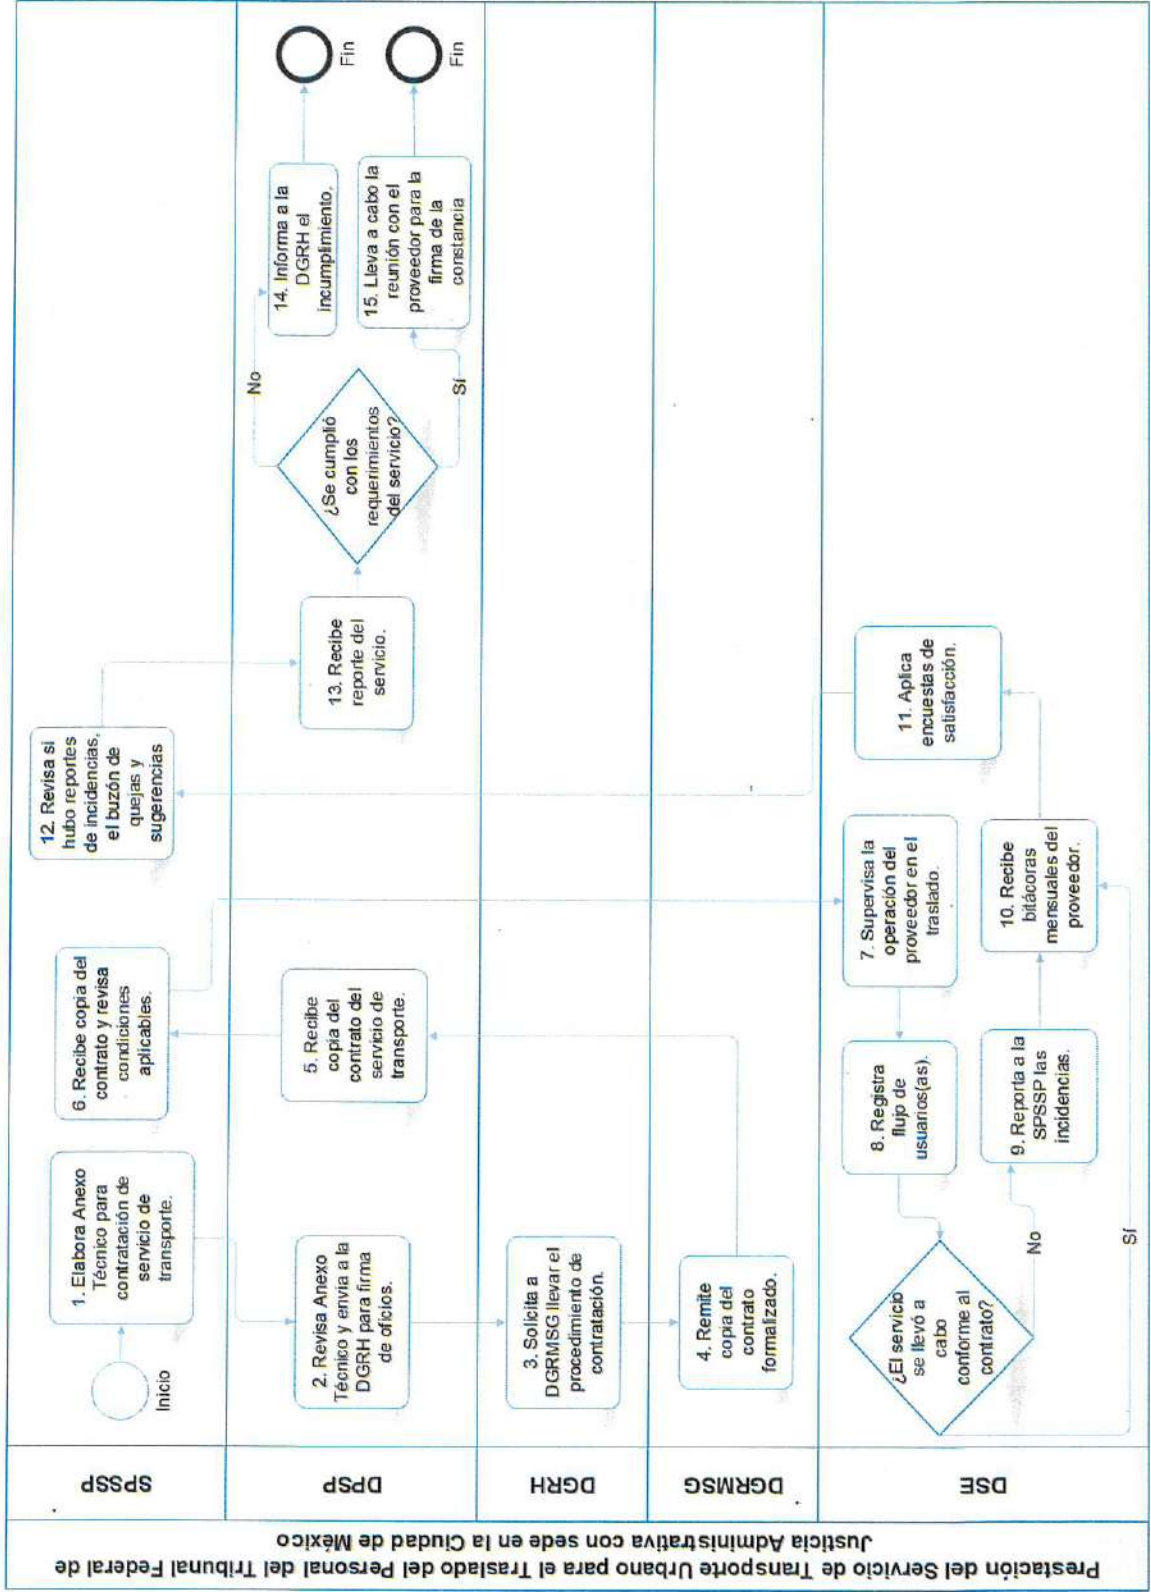 Prestación del Servicio de Transporte Urbano para el Traslado del Personal del Tribunal Federal de
Justicia Administrativa con sede en la Ciudad de México
SPSSP
Inicio
1. Elabora Anexo
Técnico para
contratación de
servicio de
transporte.
6. Recibe copia del
contrato y revisa
condiciones
aplicables.
12. Revisa si
hubo reportes
de incidencias,
el buzón de
quejas y
sugerencias
DPSP
2. Revisa Anexo
Técnico y envia a la
DGRH para firma
de oficios.
5. Recibe
copia del
contrato del
servicio de
transporte.
13. Recibe
reporte del
servicio.
¿Se cumplió
con los
requerimientos
del servicio?
No
Sí
14. Informa a la
DGRH el
incumplimiento.
15. Lleva a cabo la
reunión con el
proveedor para la
firma de la
constancia
Fin
Fin
DGRH
3. Solicita a
DGRMSG llevar el
procedimiento de
contratación.
DGRMSG
4. Remite
copia del
contrato
formalizado.
DSE
¿El servicio
se llevó a
cabo
conforme al
contrato?
No
Sí
8. Registra
flujo de
usuarios(as).
9. Reporta a la
SPSSP las
incidencias.
7. Supervisa la
operación del
proveedor en el
traslado.
10. Recibe
bitácoras
mensuales del
proveedor.
11. Aplica
encuestas de
satisfacción.